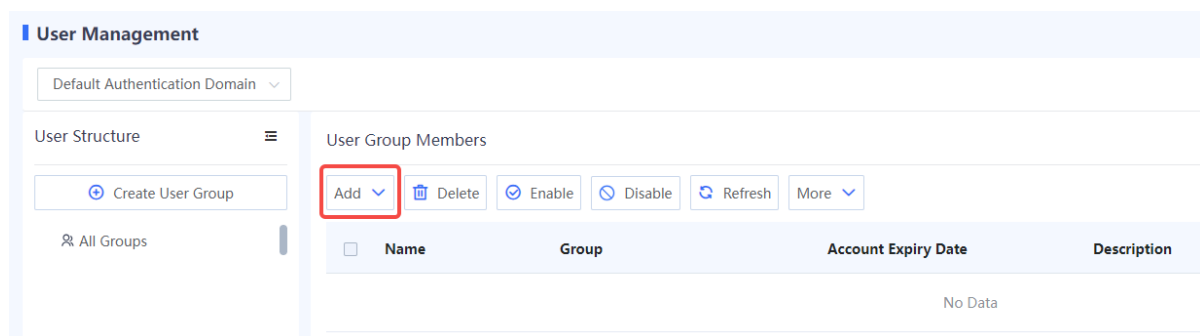 User Management
Default Authentication Domain
User Structure
Create User Group
All Groups
User Group Members
Add Delete Enable Disable Refresh More
Name Group Account Expiry Date Description
No Data